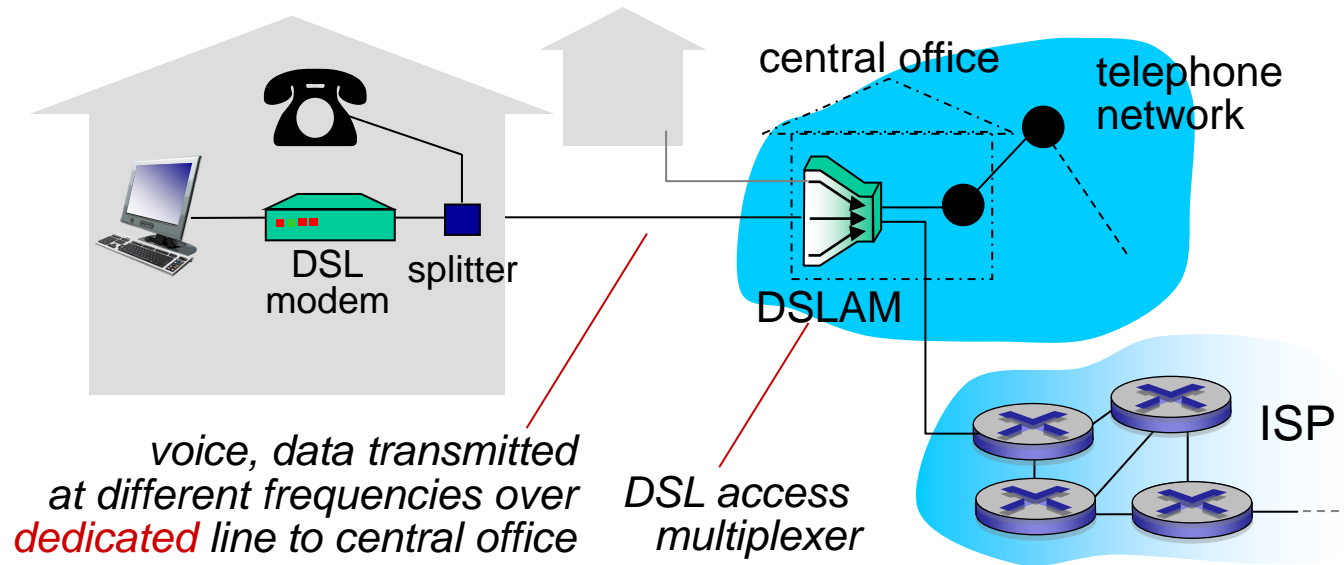 central office
telephone
network
DSL
modem
splitter
DSLAM
ISP
voice, data transmitted
at different frequencies over
dedicated line to central office
DSL access
multiplexer